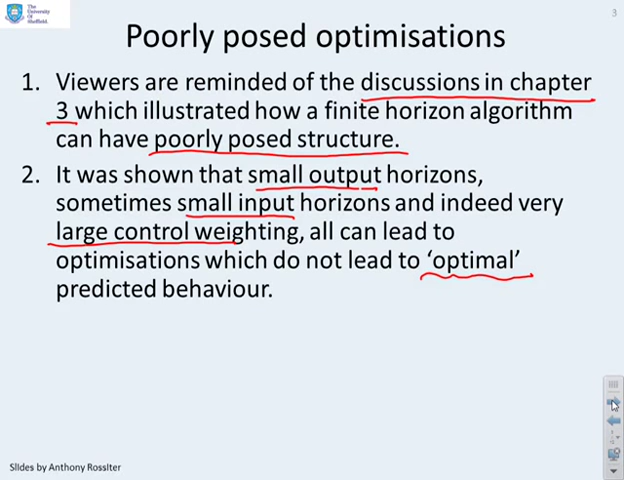 The
University
Of
Sheffield.
3
Poorly posed optimisations
1. Viewers are reminded of the discussions in chapter
3 which illustrated how a finite horizon algorithm
can have poorly posed structure.
2. It was shown that small output horizons,
sometimes small input horizons and indeed very
large control weighting, all can lead to
optimisations which do not lead to ‘optimal’
predicted behaviour.
Slides by Anthony Rossiter